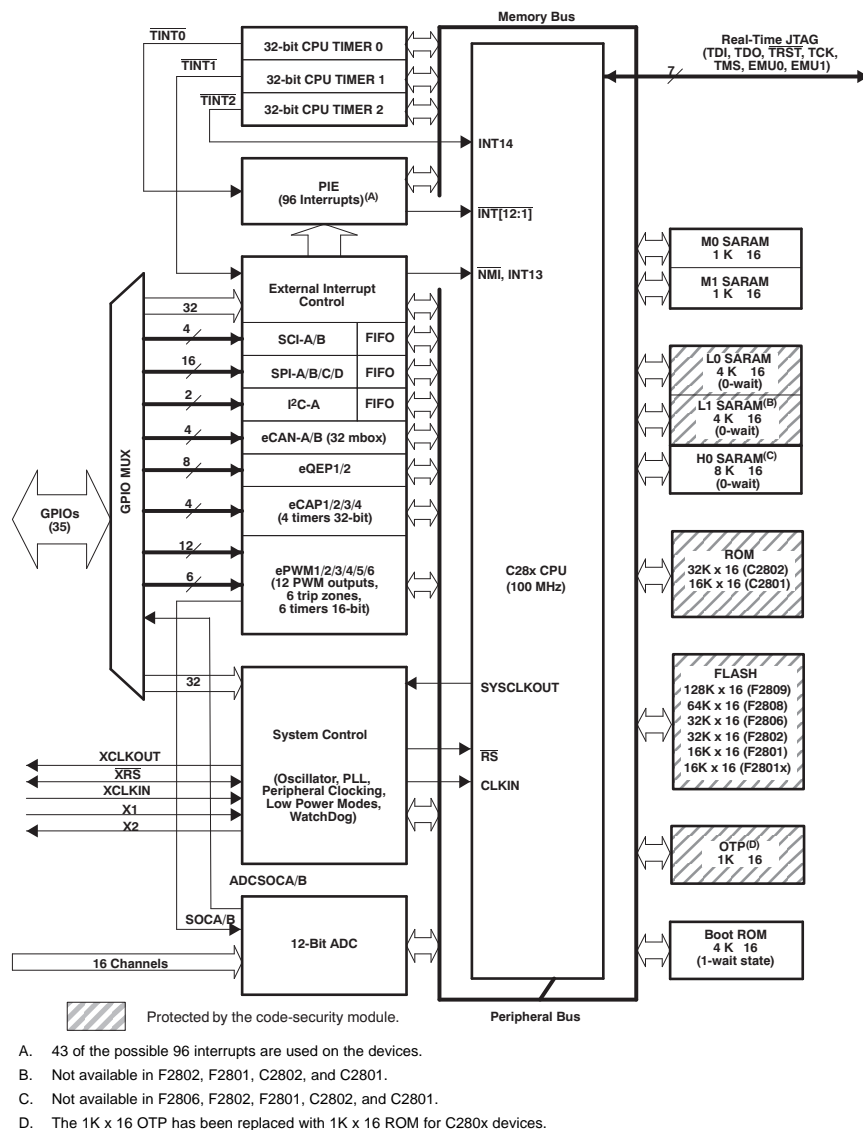 Memory Bus
TINT0
32-bit CPU TIMER 0
TINT1
32-bit CPU TIMER 1
TINT2
32-bit CPU TIMER 2
Real-Time JTAG
(TDI, TDO, TRST, TCK,
TMS, EMU0, EMU1)
7
INT14
PIE
(96 Interrupts)(A)
INT[12:1]
External Interrupt
Control
NMI, INT13
32
4
SCI-A/B
FIFO
16
SPI-A/B/C/D
FIFO
2
I²C-A
FIFO
4
eCAN-A/B (32 mbox)
8
eQEP1/2
4
eCAP1/2/3/4
(4 timers 32-bit)
12
6
ePWM1/2/3/4/5/6
(12 PWM outputs,
6 trip zones,
6 timers 16-bit)
GPIOs
(35)
GPIO MUX
C28x CPU
(100 MHz)
M0 SARAM
1 K 16
M1 SARAM
1 K 16
L0 SARAM
4 K 16
(0-wait)
L1 SARAM(B)
4 K 16
(0-wait)
H0 SARAM(C)
8 K 16
(0-wait)
ROM
32K x 16 (C2802)
16K x 16 (C2801)
FLASH
128K x 16 (F2809)
64K x 16 (F2808)
32K x 16 (F2806)
32K x 16 (F2802)
16K x 16 (F2801)
16K x 16 (F2801x)
32
SYSCLKOUT
System Control
(Oscillator, PLL,
Peripheral Clocking,
Low Power Modes,
WatchDog)
RS
CLKIN
XCLKOUT
XRS
XCLKIN
X1
X2
OTP(D)
1K 16
ADCSOCA/B
SOCA/B
12-Bit ADC
16 Channels
Boot ROM
4 K 16
(1-wait state)
Peripheral Bus
Protected by the code-security module.
A. 43 of the possible 96 interrupts are used on the devices.
B. Not available in F2802, F2801, C2802, and C2801.
C. Not available in F2806, F2802, F2801, C2802, and C2801.
D. The 1K x 16 OTP has been replaced with 1K x 16 ROM for C280x devices.